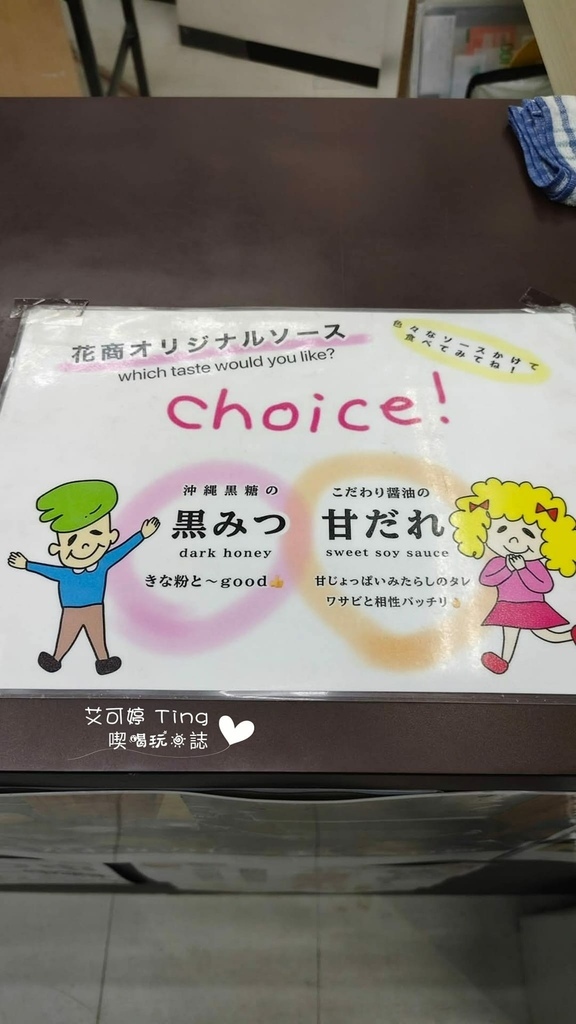 花商オリジナルソース
which taste would you like?
色々なソースかけて
食べてみてね!
choice!
沖縄黒糖の
黒みつ
dark honey
きな粉と〜good👍
こだわり醤油の
甘だれ
sweet soy sauce
甘じょっぱいみたらしのタレ
ワサビと相性バッチリ👌
艾可婷 Ting
喫喝玩樂誌